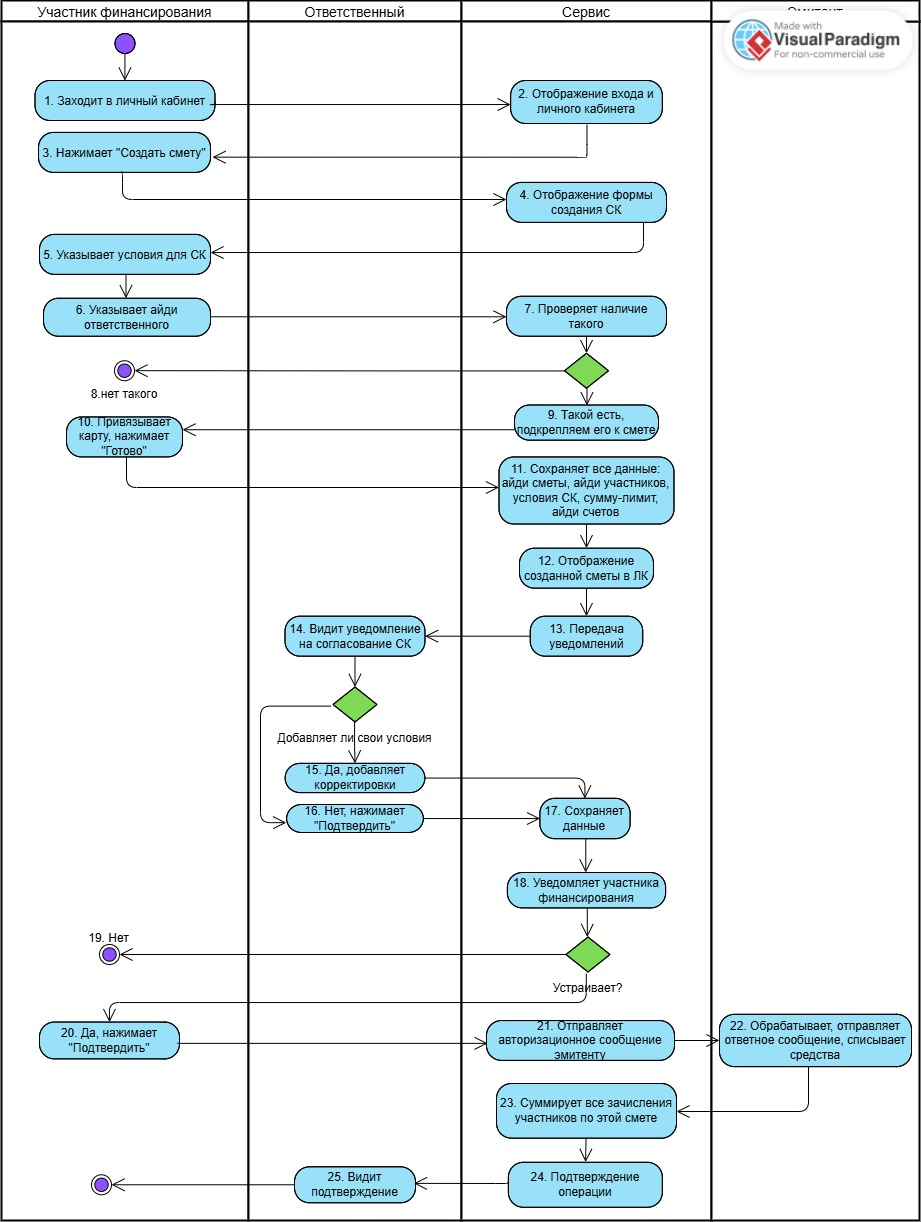 Участник финансирования
Ответственный
Сервис
Made with
VisualParadigm
For non-commercial use
1. Заходит в личный кабинет
2. Отображение входа и
личного кабинета
3. Нажимает "Создать смету"
4. Отображение формы
создания СК
5. Указывает условия для СК
6. Указывает айди
ответственного
7. Проверяет наличие
такого
8.нет такого
9. Такой есть,
подкрепляем его к смете
10. Привязывает
карту, нажимает
"Готово"
11. Сохраняет все данные:
айди сметы, айди участников,
условия СК, сумму-лимит,
айди счетов
12. Отображение
созданной сметы в ЛК
13. Передача
уведомлений
14. Видит уведомление
на согласование СК
Добавляет ли свои условия
15. Да, добавляет
корректировки
16. Нет, нажимает
"Подтвердить"
17. Сохраняет
данные
18. Уведомляет участника
финансирования
19. Нет
Устраивает?
20. Да, нажимает
"Подтвердить"
21. Отправляет
авторизационное сообщение
эмитенту
22. Обрабатывает, отправляет
ответное сообщение, списывает
средства
23. Суммирует все зачисления
участников по этой смете
24. Подтверждение
операции
25. Видит
подтверждение